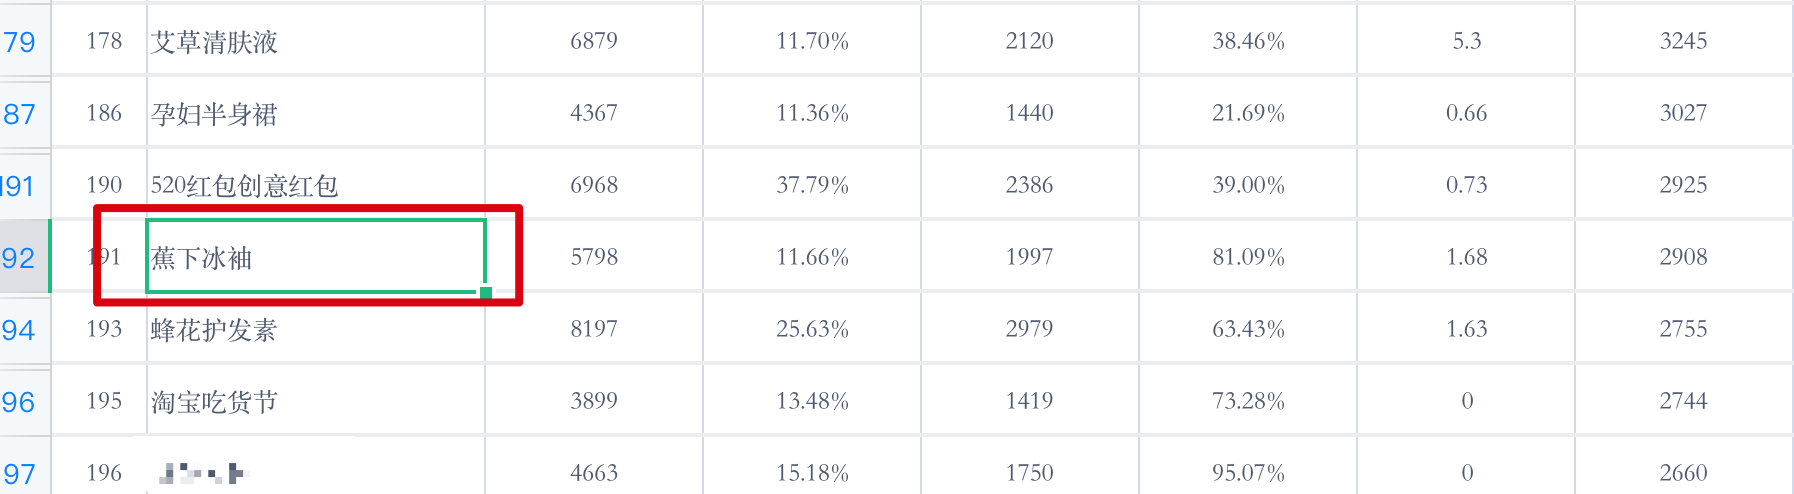 79 178 艾草清肤液 6879 11.70% 2120 38.46% 5.3 3245
87 186 孕妇半身裙 4367 11.36% 1440 21.69% 0.66 3027
191 190 520红包创意红包 6968 37.79% 2386 39.00% 0.73 2925
92 191 蕉下冰袖 5798 11.66% 1997 81.09% 1.68 2908
94 193 蜂花护发素 8197 25.63% 2979 63.43% 1.63 2755
96 195 淘宝吃货节 3899 13.48% 1419 73.28% 0 2744
97 196 4663 15.18% 1750 95.07% 0 2660